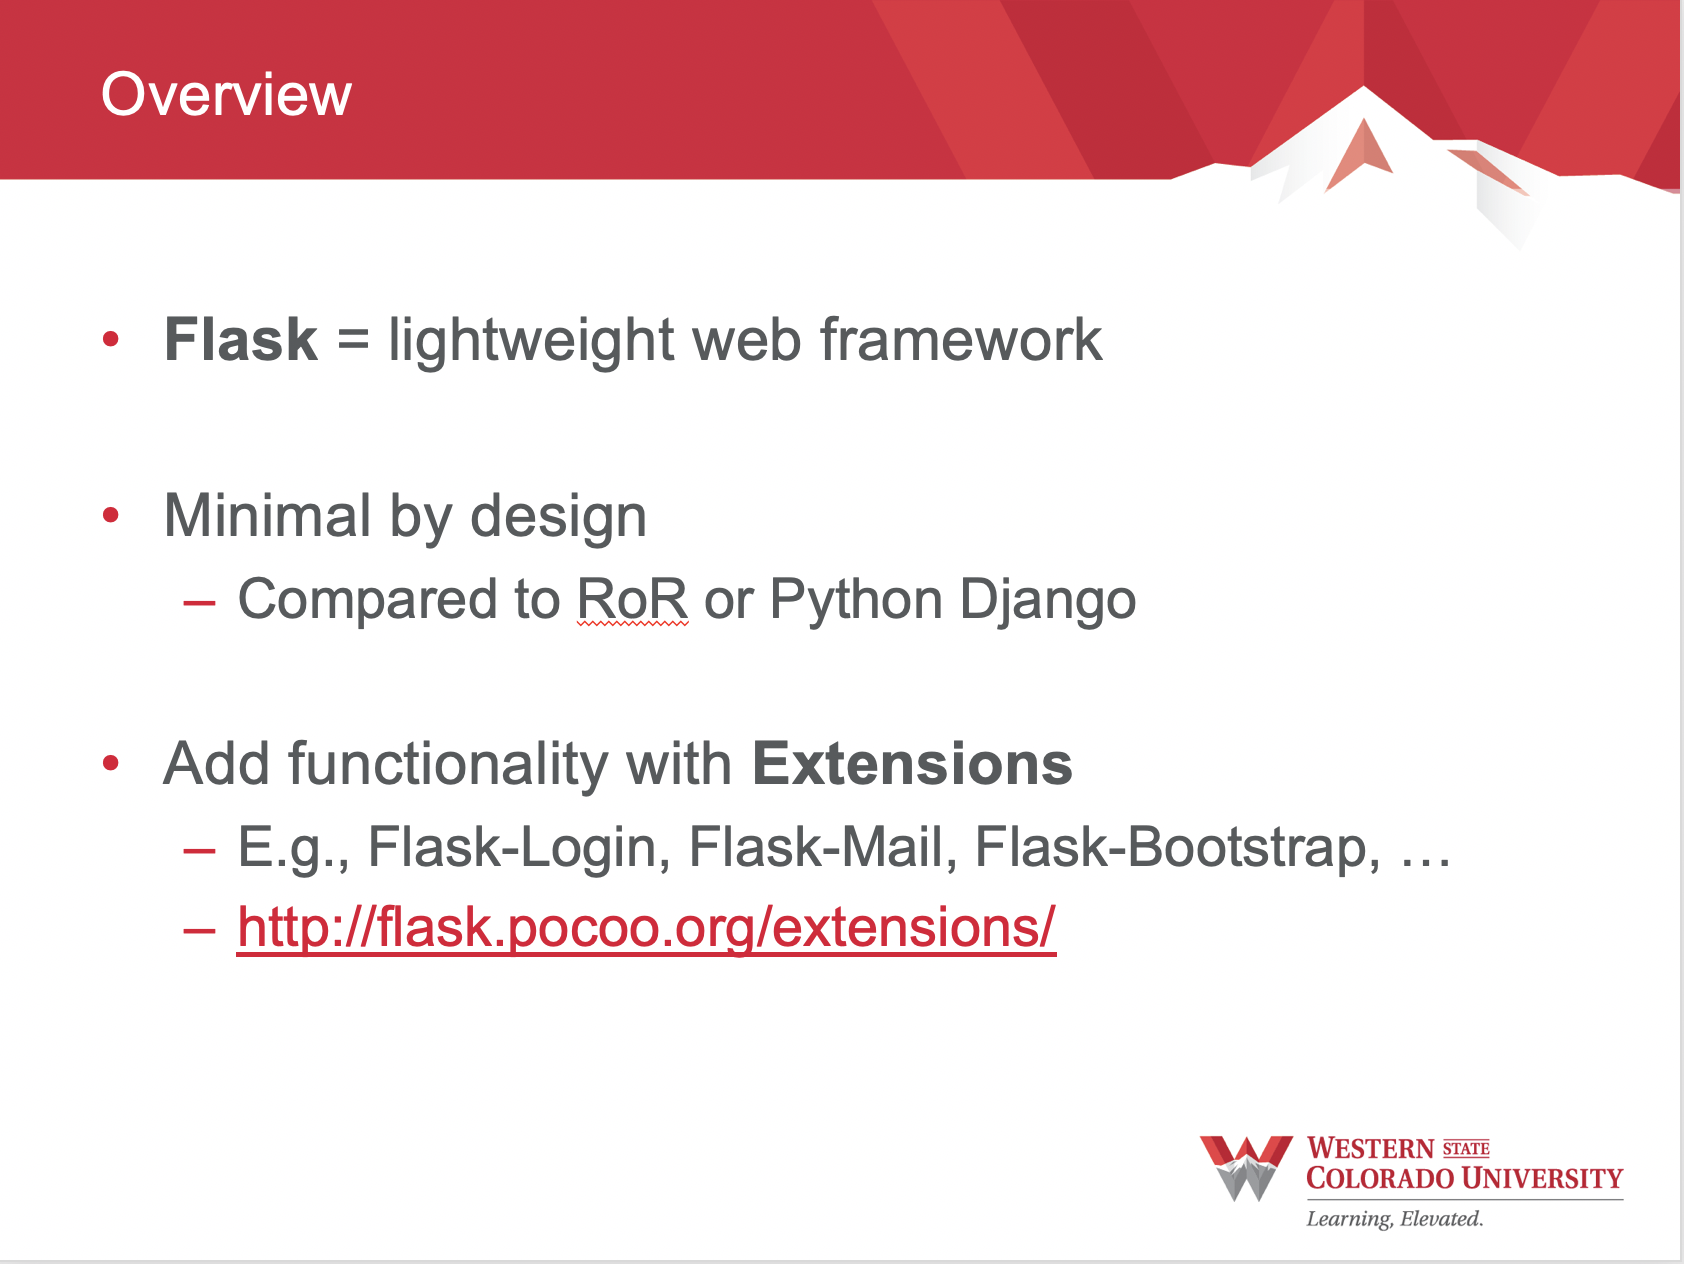 Overview
• Flask = lightweight web framework
• Minimal by design
– Compared to RoR or Python Django
• Add functionality with Extensions
– E.g., Flask-Login, Flask-Mail, Flask-Bootstrap, …
– http://flask.pocoo.org/extensions/
WESTERN STATE
COLORADO UNIVERSITY
Learning, Elevated.